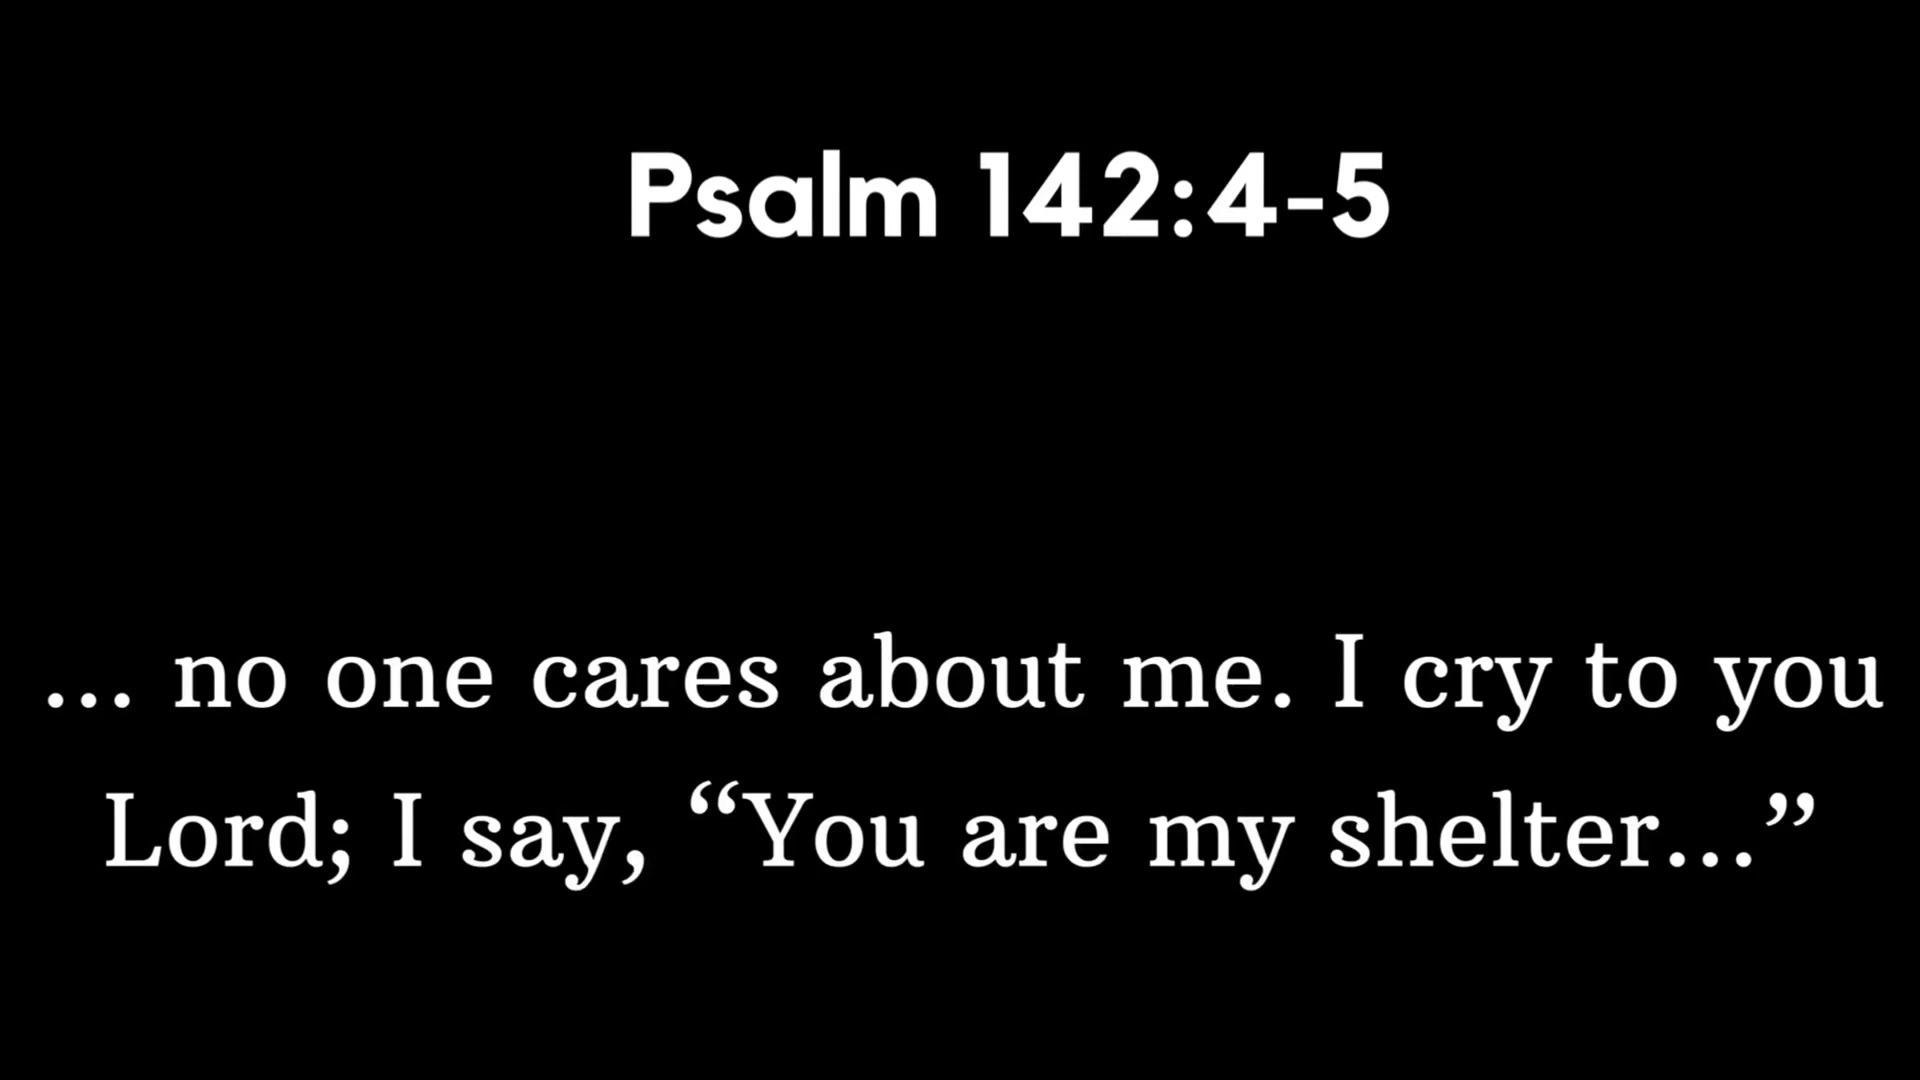 Psalm 142:4-5
... no one cares about me. I cry to you
Lord; I say, “You are my shelter...”